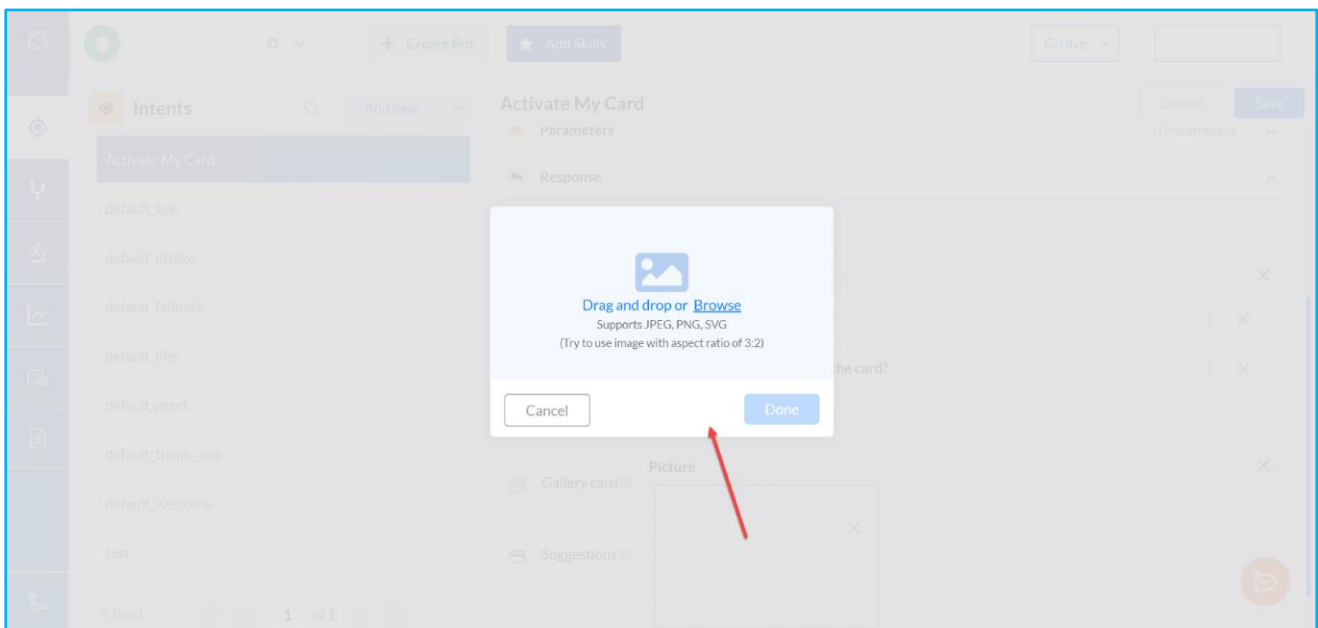 Create Bot
Add Skills
Go live
Intents
Add new
Activate My Card
Delete
Save
Parameters
0 Parameters
Activate My Card
Response
default_bye
default_dislike
default_fallback
default_like
default_reset
default_thank_you
default_welcome
test
9 Total
1 of 1
Drag and drop or Browse
Supports JPEG, PNG, SVG
(Try to use image with aspect ratio of 3:2)
the card?
Cancel
Done
Picture
Gallery card
Suggestions